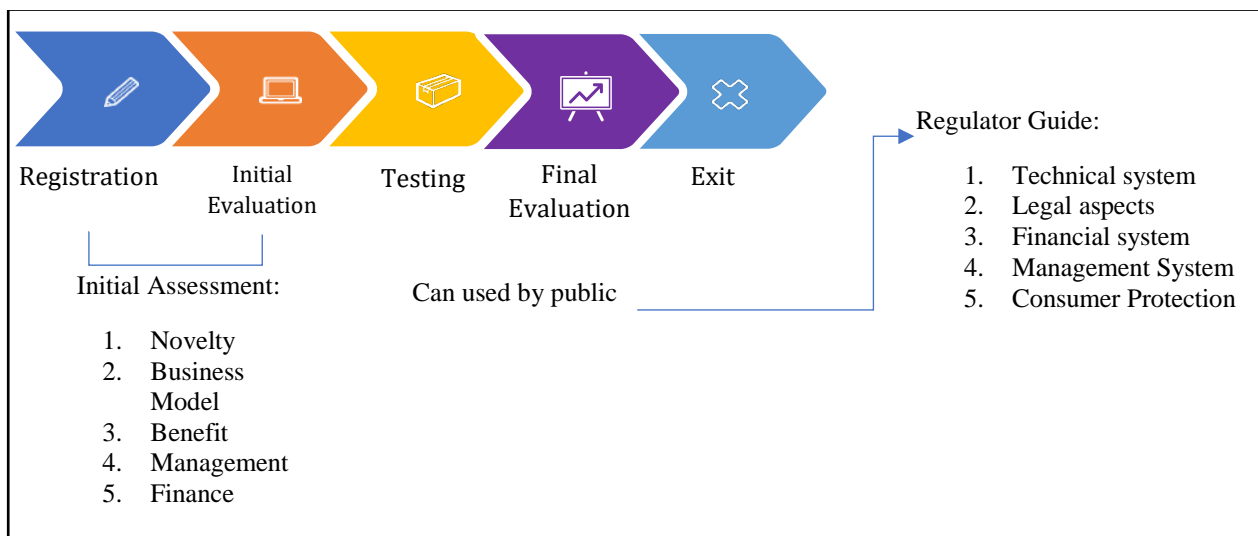 Registration
Initial
Evaluation
Testing
Final
Evaluation
Exit
Initial Assessment:
1. Novelty
2. Business
Model
3. Benefit
4. Management
5. Finance
Can used by public
Regulator Guide:
1. Technical system
2. Legal aspects
3. Financial system
4. Management System
5. Consumer Protection